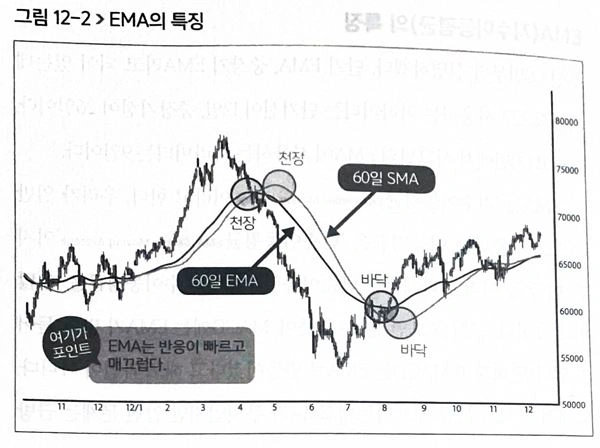 그림 12-2 > EMA의 특징
80000
천장
75000
60일 SMA
천장
70000
60일 EMA
바닥
65000
60000
여기가
포인트
EMA는 반응이 빠르고
매끄럽다.
바닥
55000
11 12 12/1 2 3 4 5 6 7 8 9 10 11 12
50000